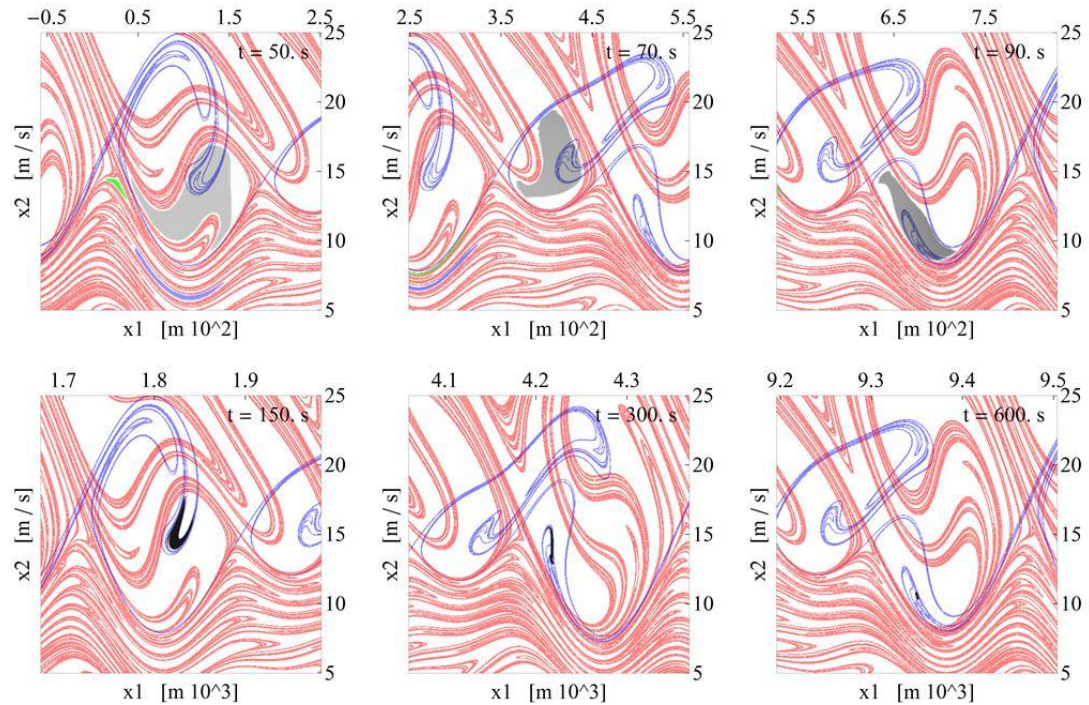 −0.5 0.5 1.5 2.5
t = 50. s
25
20
15
10
5
x2 [m / s]
x1 [m 10^2]
2.5 3.5 4.5 5.5
t = 70. s
25
20
15
10
5
x2 [m / s]
x1 [m 10^2]
5.5 6.5 7.5
t = 90. s
25
20
15
10
5
x2 [m / s]
x1 [m 10^2]
1.7 1.8 1.9
t = 150. s
25
20
15
10
5
x2 [m / s]
x1 [m 10^3]
4.1 4.2 4.3
t = 300. s
25
20
15
10
5
x2 [m / s]
x1 [m 10^3]
9.2 9.3 9.4 9.5
t = 600. s
25
20
15
10
5
x2 [m / s]
x1 [m 10^3]